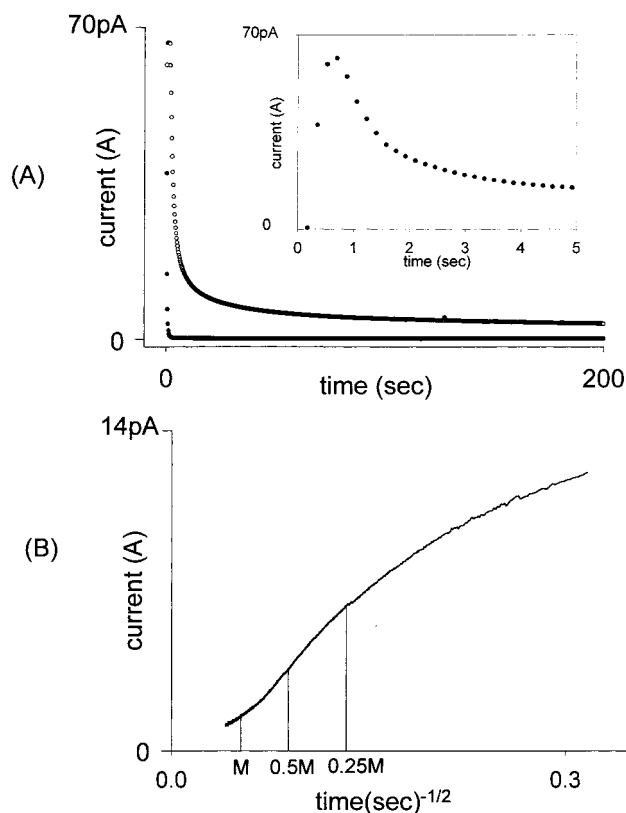 (A)
70pA
current (A)
0
0
200
time (sec)
70pA
current (A)
0
0 1 2 3 4 5
time (sec)
(B)
14pA
current (A)
0
0.0
M
0.5M
0.25M
0.3
time(sec)-1/2